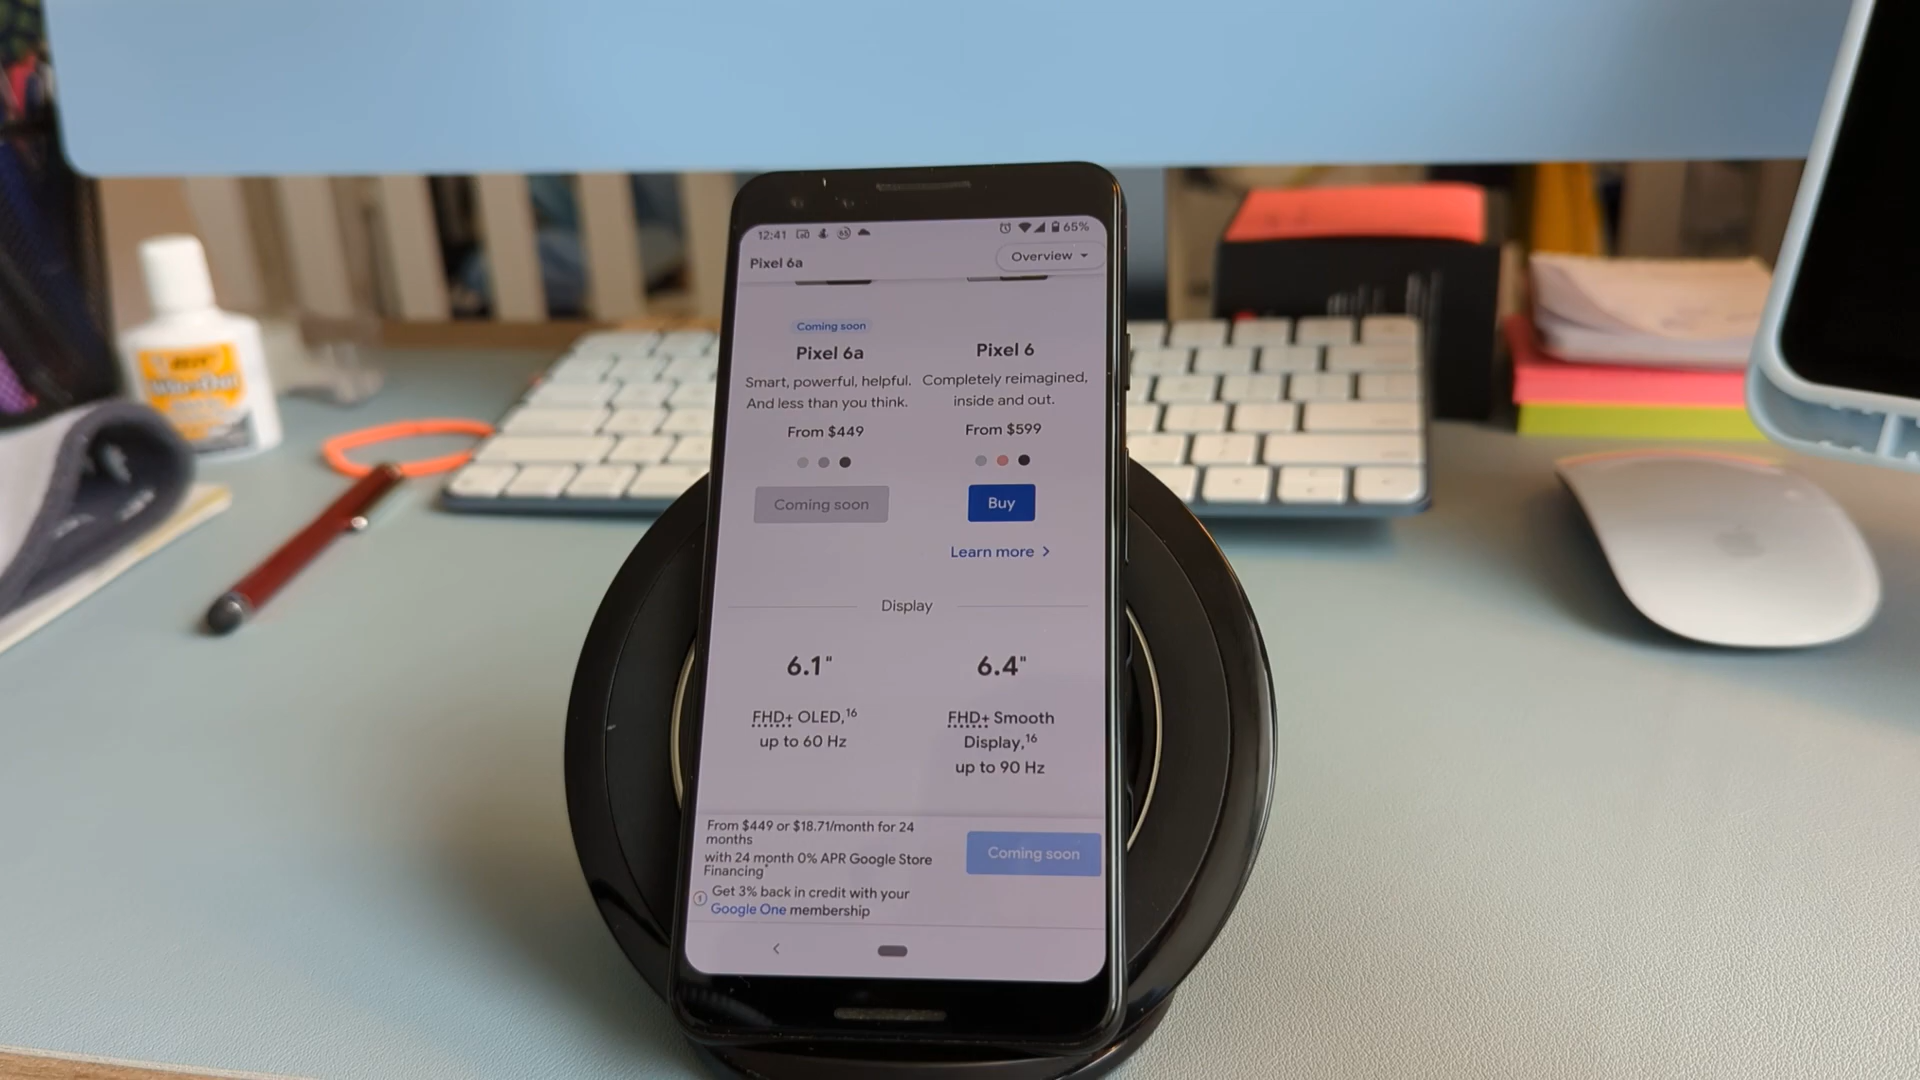 12:41
65%
Pixel 6a
Overview
Coming soon
Pixel 6a
Smart, powerful, helpful.
And less than you think.
From $449
Coming soon
Pixel 6
Completely reimagined,
inside and out.
From $599
Buy
Learn more >
Display
6.1"
FHD+ OLED,16
up to 60 Hz
6.4"
FHD+ Smooth
Display,16
up to 90 Hz
From $449 or $18.71/month for 24
months
with 24 month 0% APR Google Store
Financing*
Coming soon
Get 3% back in credit with your
Google One membership
BIC
Wite-Out